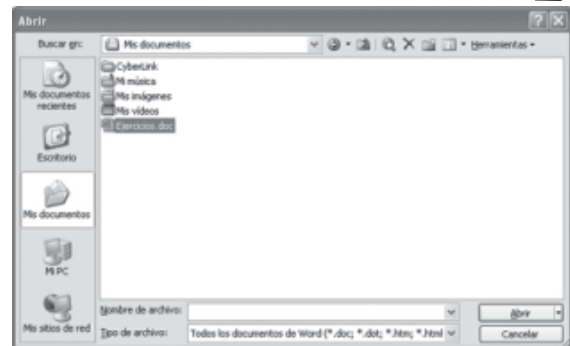 Abrir
Buscar en:
Mis documentos
Herramientas
CyberLink
Mi música
Mis imágenes
Mis vídeos
Ejercicios.doc
Mis documentos
recientes
Escritorio
Mis documentos
Mi PC
Mis sitios de red
Nombre de archivo:
Abrir
Tipo de archivo:
Todos los documentos de Word (*.doc; *.dot; *.htm; *.html
Cancelar